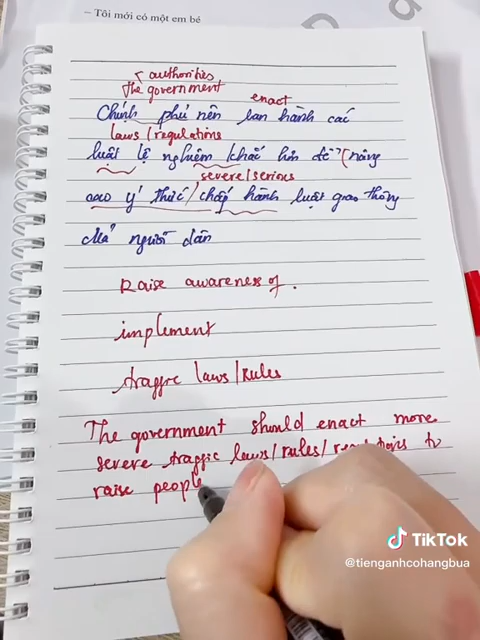 – Tôi mới có một em bé
authorities
The government
enact
Chính phủ nên ban hành các
laws / regulations
luật lệ nghiêm khắc hơn để (nâng
severe/serious
cao ý thức / chấp hành luật giao thông
của người dân
Raise awareness of.
implement
traffic laws / rules
The government should enact more
severe traffic laws / rules / regulations to
raise people
TikTok
@tienganhcohangbua